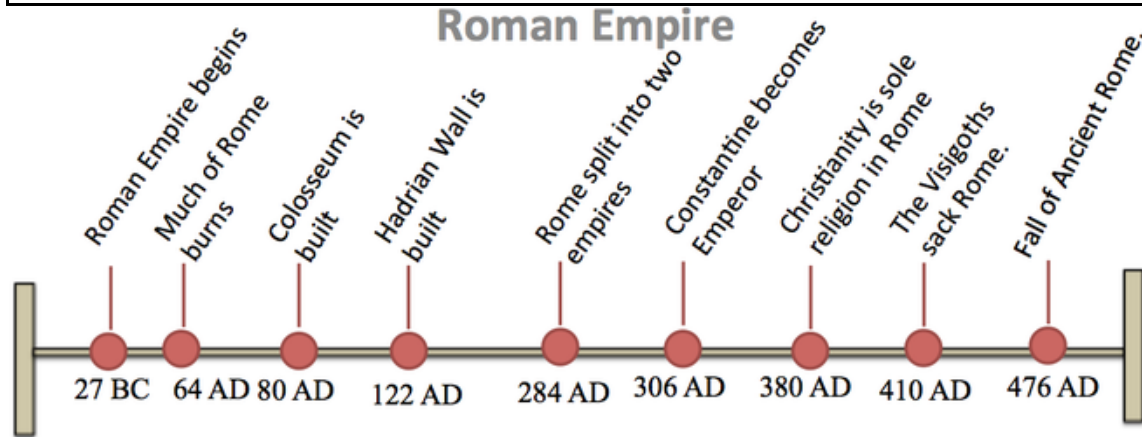 Roman Empire
Roman Empire begins
Much of Rome
burns
Colosseum is
built
Hadrian Wall is
built
Rome split into two
empires
Constantine becomes
Emperor
Christianity is sole
religion in Rome
The Visigoths
sack Rome.
Fall of Ancient Rome.
27 BC
64 AD
80 AD
122 AD
284 AD
306 AD
380 AD
410 AD
476 AD